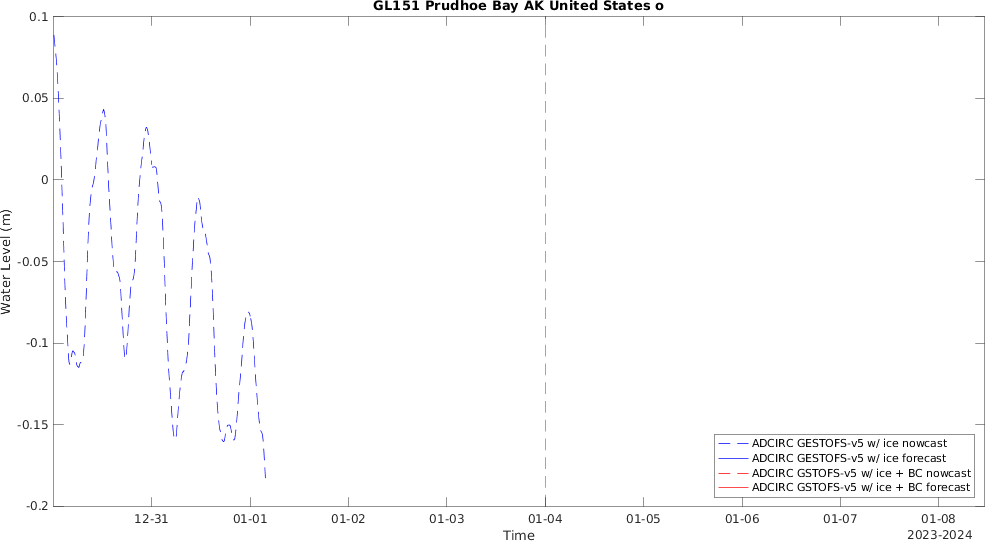 GL151 Prudhoe Bay AK United States o
0.1
0.05
0
-0.05
-0.1
-0.15
-0.2
Water Level (m)
12-31
01-01
01-02
01-03
01-04
01-05
01-06
01-07
01-08
Time
2023-2024
ADCIRC GESTOFS-v5 w/ ice nowcast
ADCIRC GESTOFS-v5 w/ ice forecast
ADCIRC GSTOFS-v5 w/ ice + BC nowcast
ADCIRC GSTOFS-v5 w/ ice + BC forecast